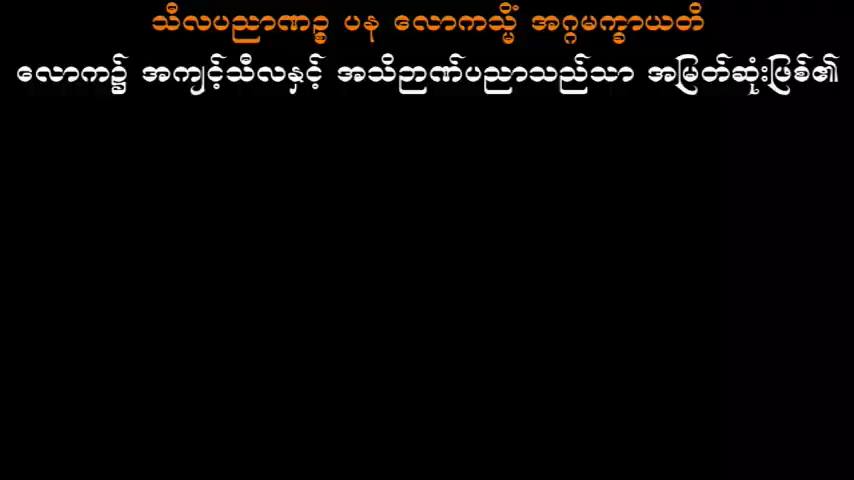 သီလပညာဏဉ္စ ပန လောကသ္မိံ အဂ္ဂမက္ခာယတိ
လောက၌ အကျင့်သီလနှင့် အသိဉာဏ်ပညာသည်သာ အမြတ်ဆုံးဖြစ်၏